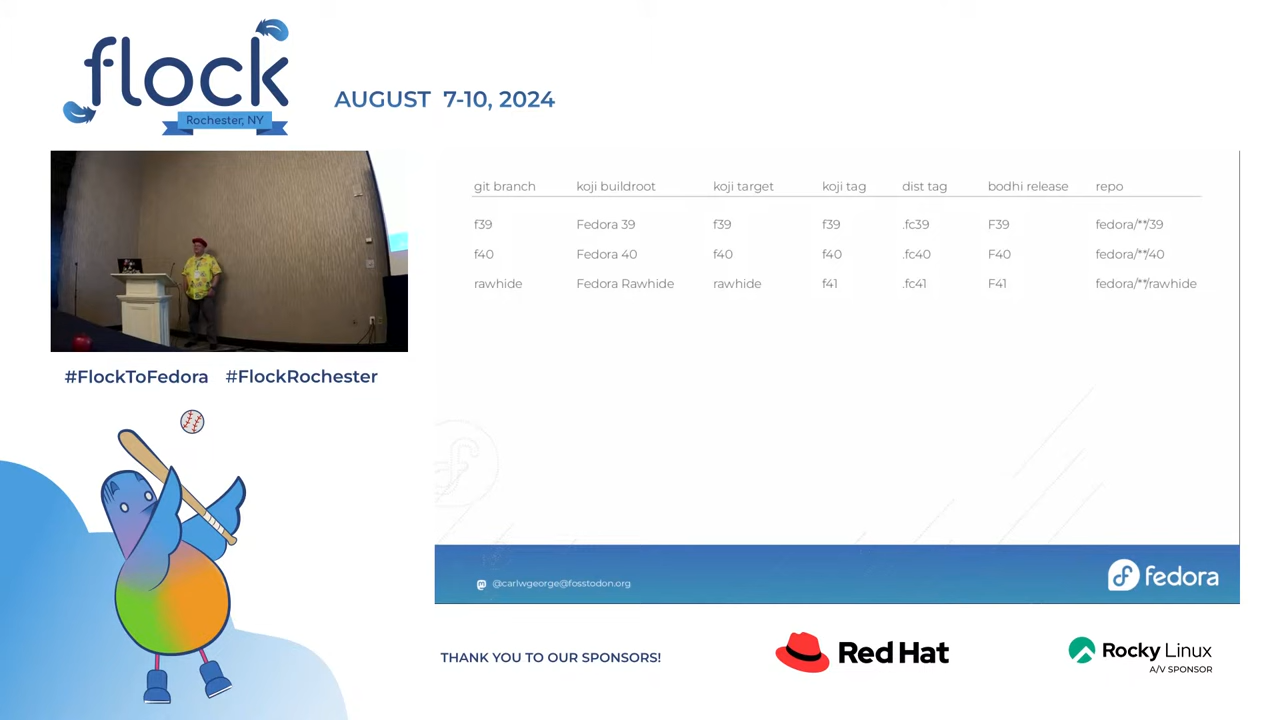 flock
Rochester, NY
AUGUST 7-10, 2024
git branch koji buildroot koji target koji tag dist tag bodhi release repo
f39 Fedora 39 f39 f39 .fc39 F39 fedora/**/39
f40 Fedora 40 f40 f40 .fc40 F40 fedora/**/40
rawhide Fedora Rawhide rawhide f41 .fc41 F41 fedora/**/rawhide
#FlockToFedora #FlockRochester
@carlwgeorge@fosstodon.org
fedora
THANK YOU TO OUR SPONSORS!
Red Hat
Rocky Linux
A/V SPONSOR